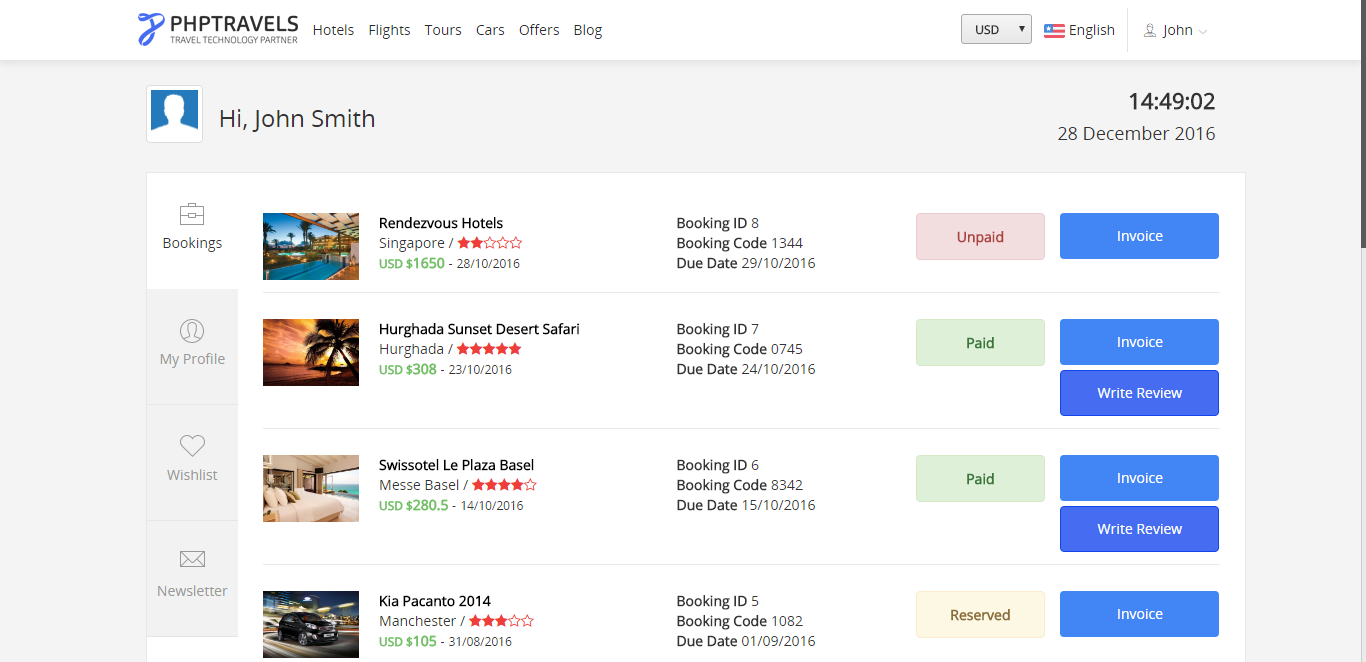 PHPTRAVELS
TRAVEL TECHNOLOGY PARTNER
Hotels Flights Tours Cars Offers Blog
USD English John
Hi, John Smith
14:49:02
28 December 2016
Bookings
My Profile
Wishlist
Newsletter
Rendezvous Hotels
Singapore /
USD $1650 - 28/10/2016
Booking ID 8
Booking Code 1344
Due Date 29/10/2016
Unpaid
Invoice
Hurghada Sunset Desert Safari
Hurghada /
USD $308 - 23/10/2016
Booking ID 7
Booking Code 0745
Due Date 24/10/2016
Paid
Invoice
Write Review
Swissotel Le Plaza Basel
Messe Basel /
USD $280.5 - 14/10/2016
Booking ID 6
Booking Code 8342
Due Date 15/10/2016
Paid
Invoice
Write Review
Kia Pacanto 2014
Manchester /
USD $105 - 31/08/2016
Booking ID 5
Booking Code 1082
Due Date 01/09/2016
Reserved
Invoice